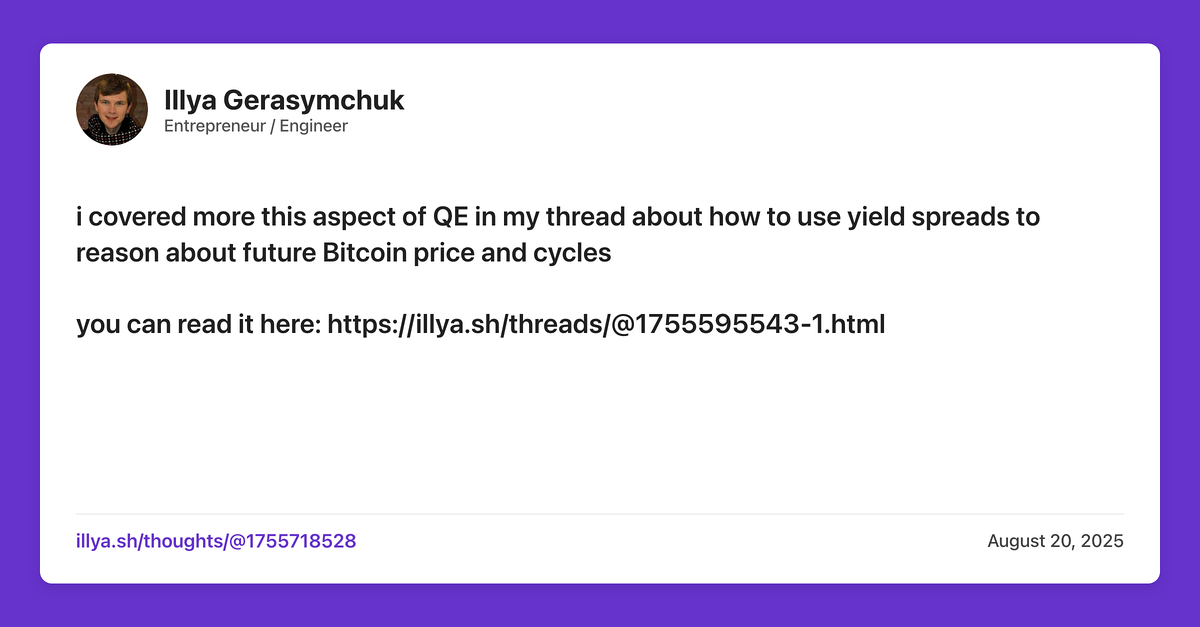 Illya Gerasymchuk
Entrepreneur / Engineer
i covered more this aspect of QE in my thread about how to use yield spreads to
reason about future Bitcoin price and cycles
you can read it here: https://illya.sh/threads/@1755595543-1.html
illya.sh/thoughts/@1755718528
August 20, 2025